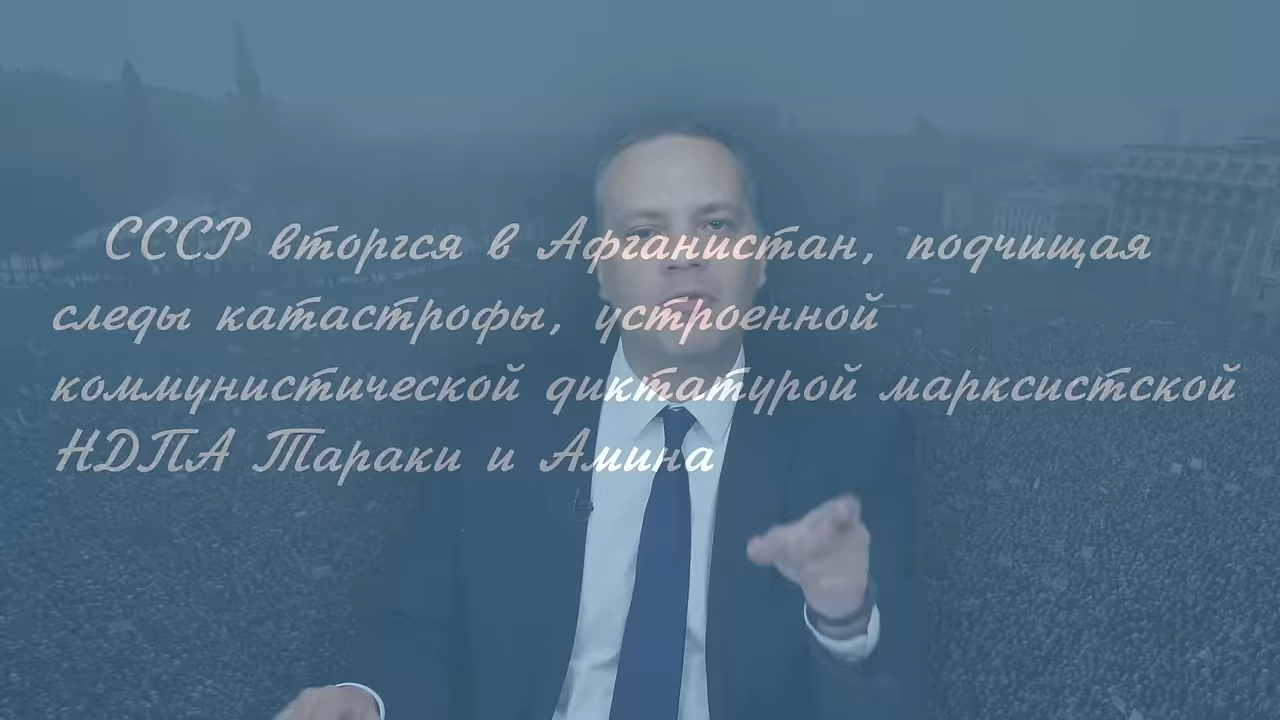 СССР вторгся в Афганистан, подчищая
следы катастрофы, устроенной
коммунистической диктатурой марксистской
НДПА Тараки и Амина